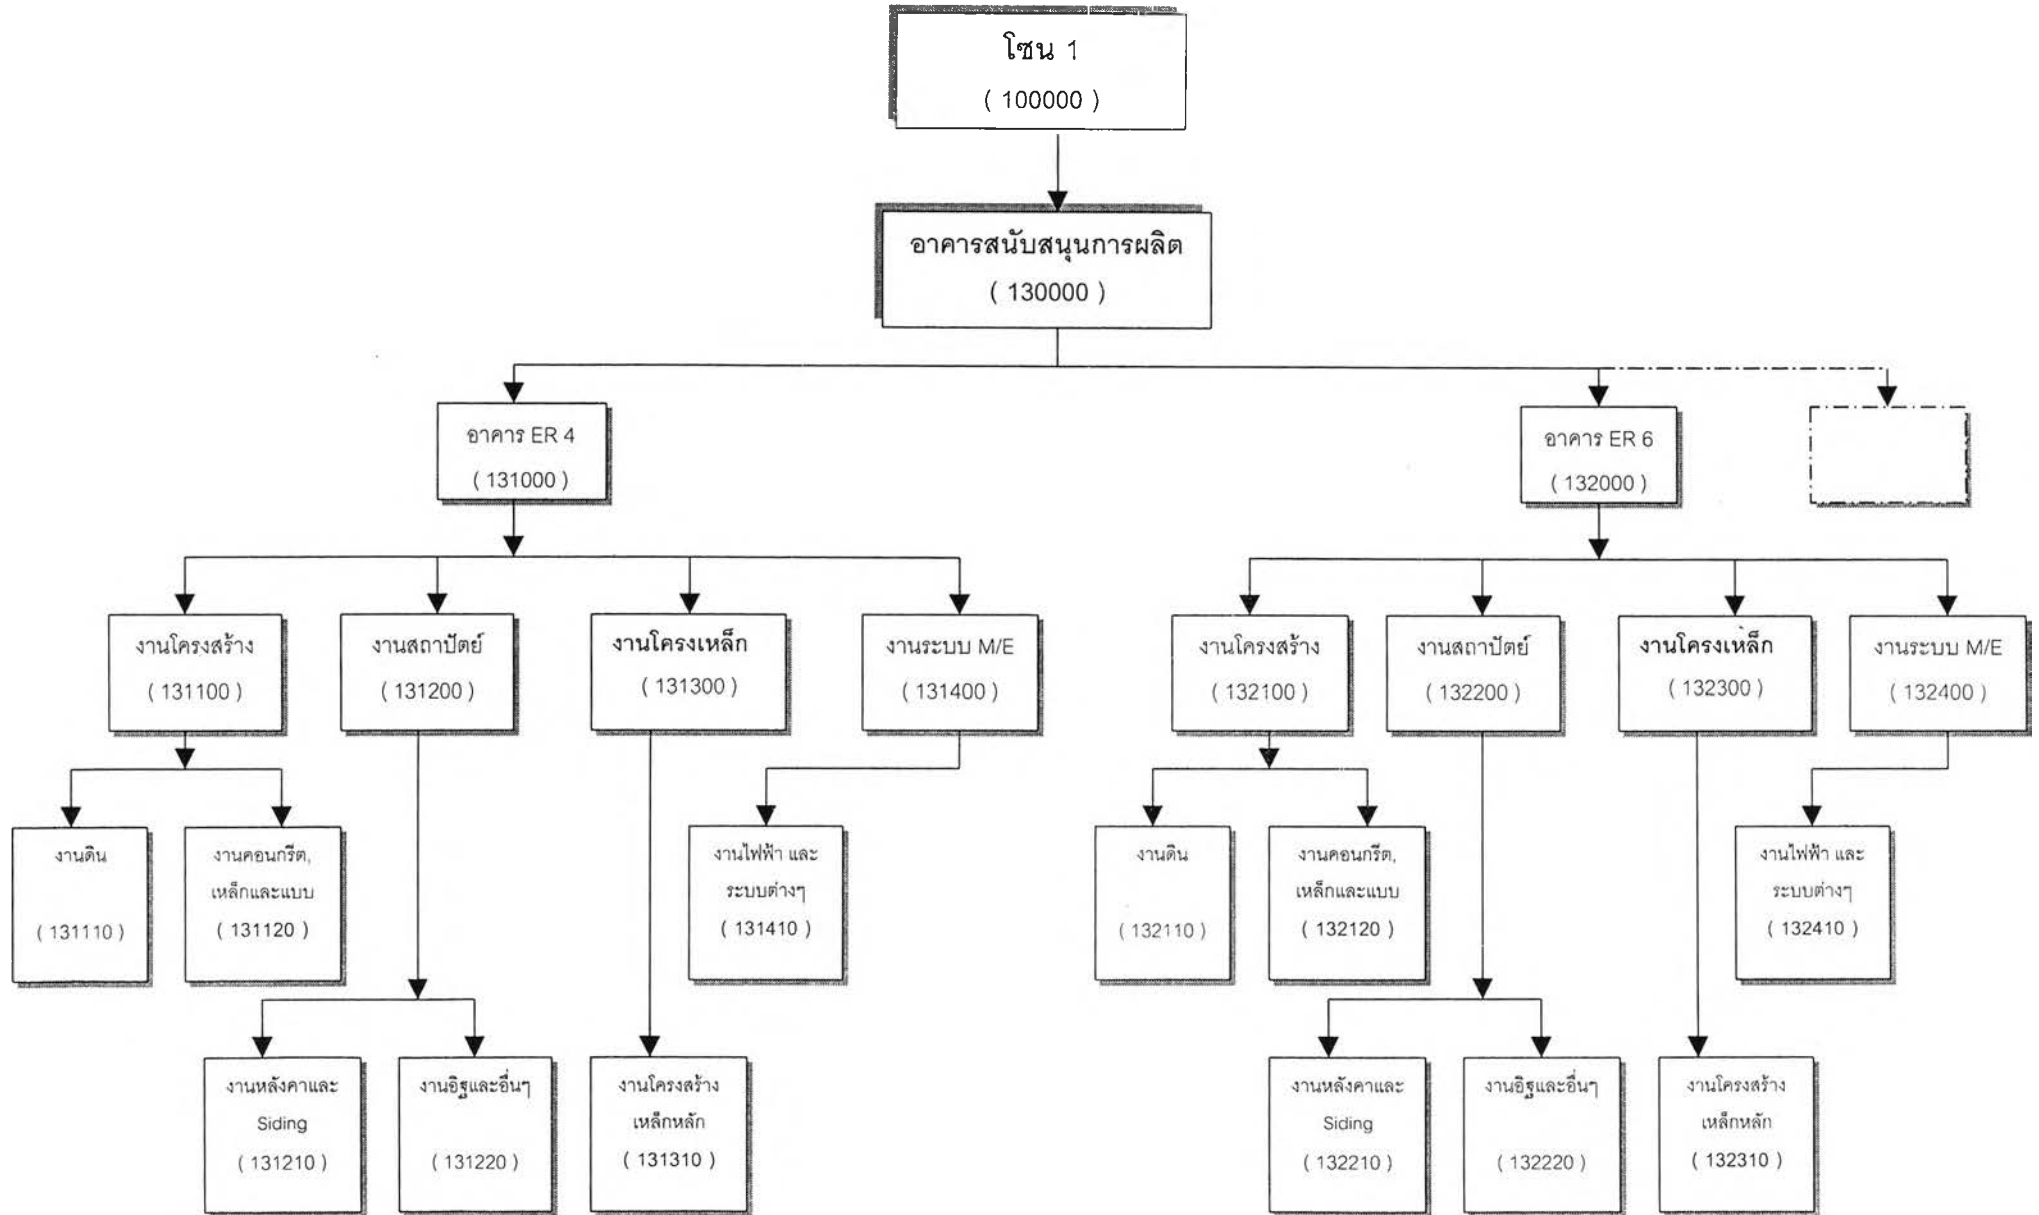 โซน 1
( 100000 )
อาคารสนับสนุนการผลิต
( 130000 )
อาคาร ER 4
( 131000 )
อาคาร ER 6
( 132000 )
งานโครงสร้าง
( 131100 )
งานสถาปัตย์
( 131200 )
งานโครงเหล็ก
( 131300 )
งานระบบ M/E
( 131400 )
งานโครงสร้าง
( 132100 )
งานสถาปัตย์
( 132200 )
งานโครงเหล็ก
( 132300 )
งานระบบ M/E
( 132400 )
งานดิน
( 131110 )
งานคอนกรีต,
เหล็กและแบบ
( 131120 )
งานไฟฟ้า และ
ระบบต่างๆ
( 131410 )
งานดิน
( 132110 )
งานคอนกรีต,
เหล็กและแบบ
( 132120 )
งานไฟฟ้า และ
ระบบต่างๆ
( 132410 )
งานหลังคาและ
Siding
( 131210 )
งานอิฐและอื่นๆ
( 131220 )
งานโครงสร้าง
เหล็กหลัก
( 131310 )
งานหลังคาและ
Siding
( 132210 )
งานอิฐและอื่นๆ
( 132220 )
งานโครงสร้าง
เหล็กหลัก
( 132310 )